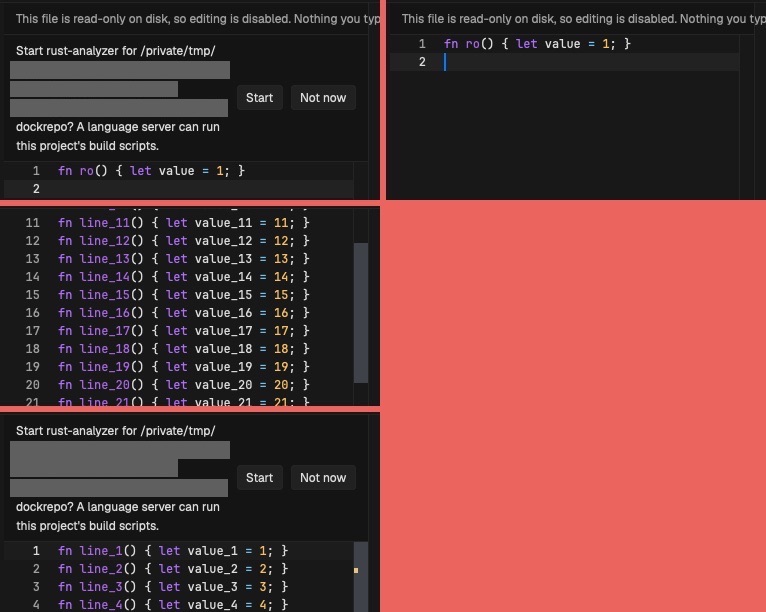 This file is read-only on disk, so editing is disabled. Nothing you typ
Start rust-analyzer for /private/tmp/
Start
Not now
dockrepo? A language server can run
this project's build scripts.
1 fn ro() { let value = 1; }
2
This file is read-only on disk, so editing is disabled. Nothing you typ
1 fn ro() { let value = 1; }
2
11 fn line_11() { let value_11 = 11; }
12 fn line_12() { let value_12 = 12; }
13 fn line_13() { let value_13 = 13; }
14 fn line_14() { let value_14 = 14; }
15 fn line_15() { let value_15 = 15; }
16 fn line_16() { let value_16 = 16; }
17 fn line_17() { let value_17 = 17; }
18 fn line_18() { let value_18 = 18; }
19 fn line_19() { let value_19 = 19; }
20 fn line_20() { let value_20 = 20; }
21 fn line_21() { let value_21 = 21; }
Start rust-analyzer for /private/tmp/
Start
Not now
dockrepo? A language server can run
this project's build scripts.
1 fn line_1() { let value_1 = 1; }
2 fn line_2() { let value_2 = 2; }
3 fn line_3() { let value_3 = 3; }
4 fn line_4() { let value_4 = 4; }